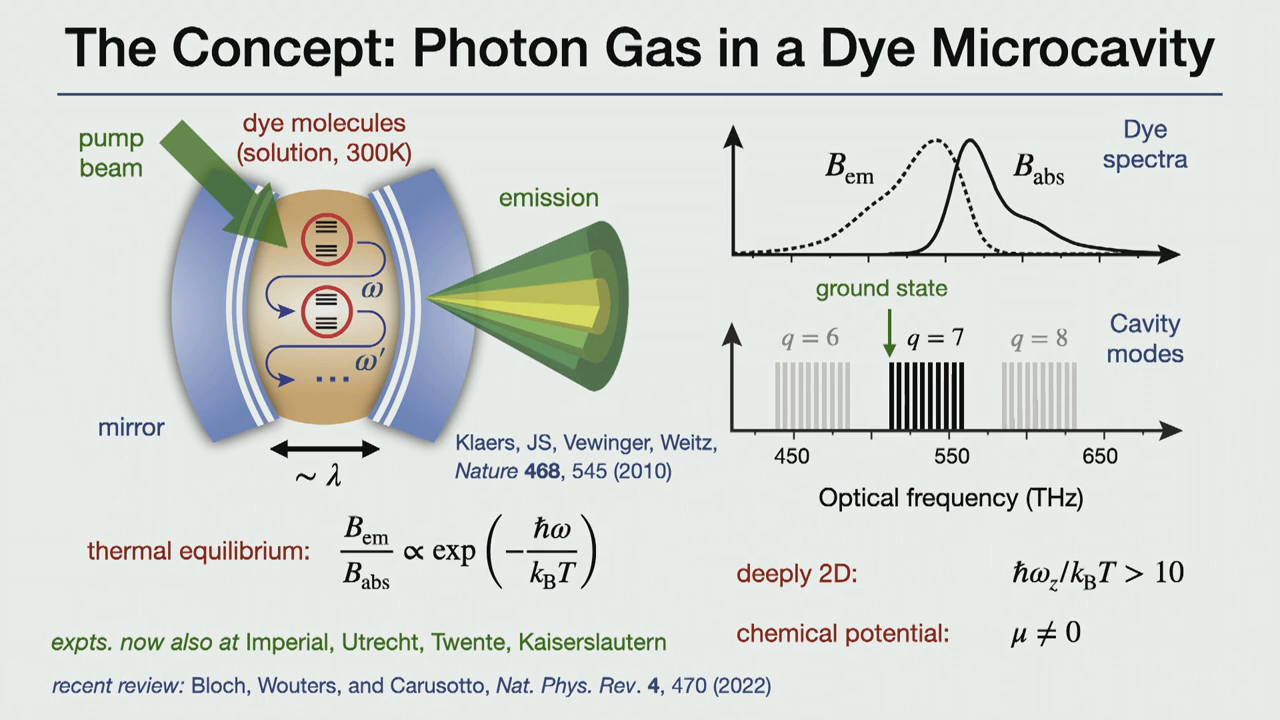 The Concept: Photon Gas in a Dye Microcavity
pump
beam
dye molecules
(solution, 300K)
emission
ω
ω′
...
mirror
~ λ
Klaers, JS, Vewinger, Weitz,
Nature 468, 545 (2010)
B_em
B_abs
Dye
spectra
ground state
q = 6
q = 7
q = 8
Cavity
modes
450 550 650
Optical frequency (THz)
thermal equilibrium: B_em / B_abs ∝ exp (−ħω / k_BT)
deeply 2D: ħω_z/k_BT > 10
chemical potential: μ ≠ 0
expts. now also at Imperial, Utrecht, Twente, Kaiserslautern
recent review: Bloch, Wouters, and Carusotto, Nat. Phys. Rev. 4, 470 (2022)